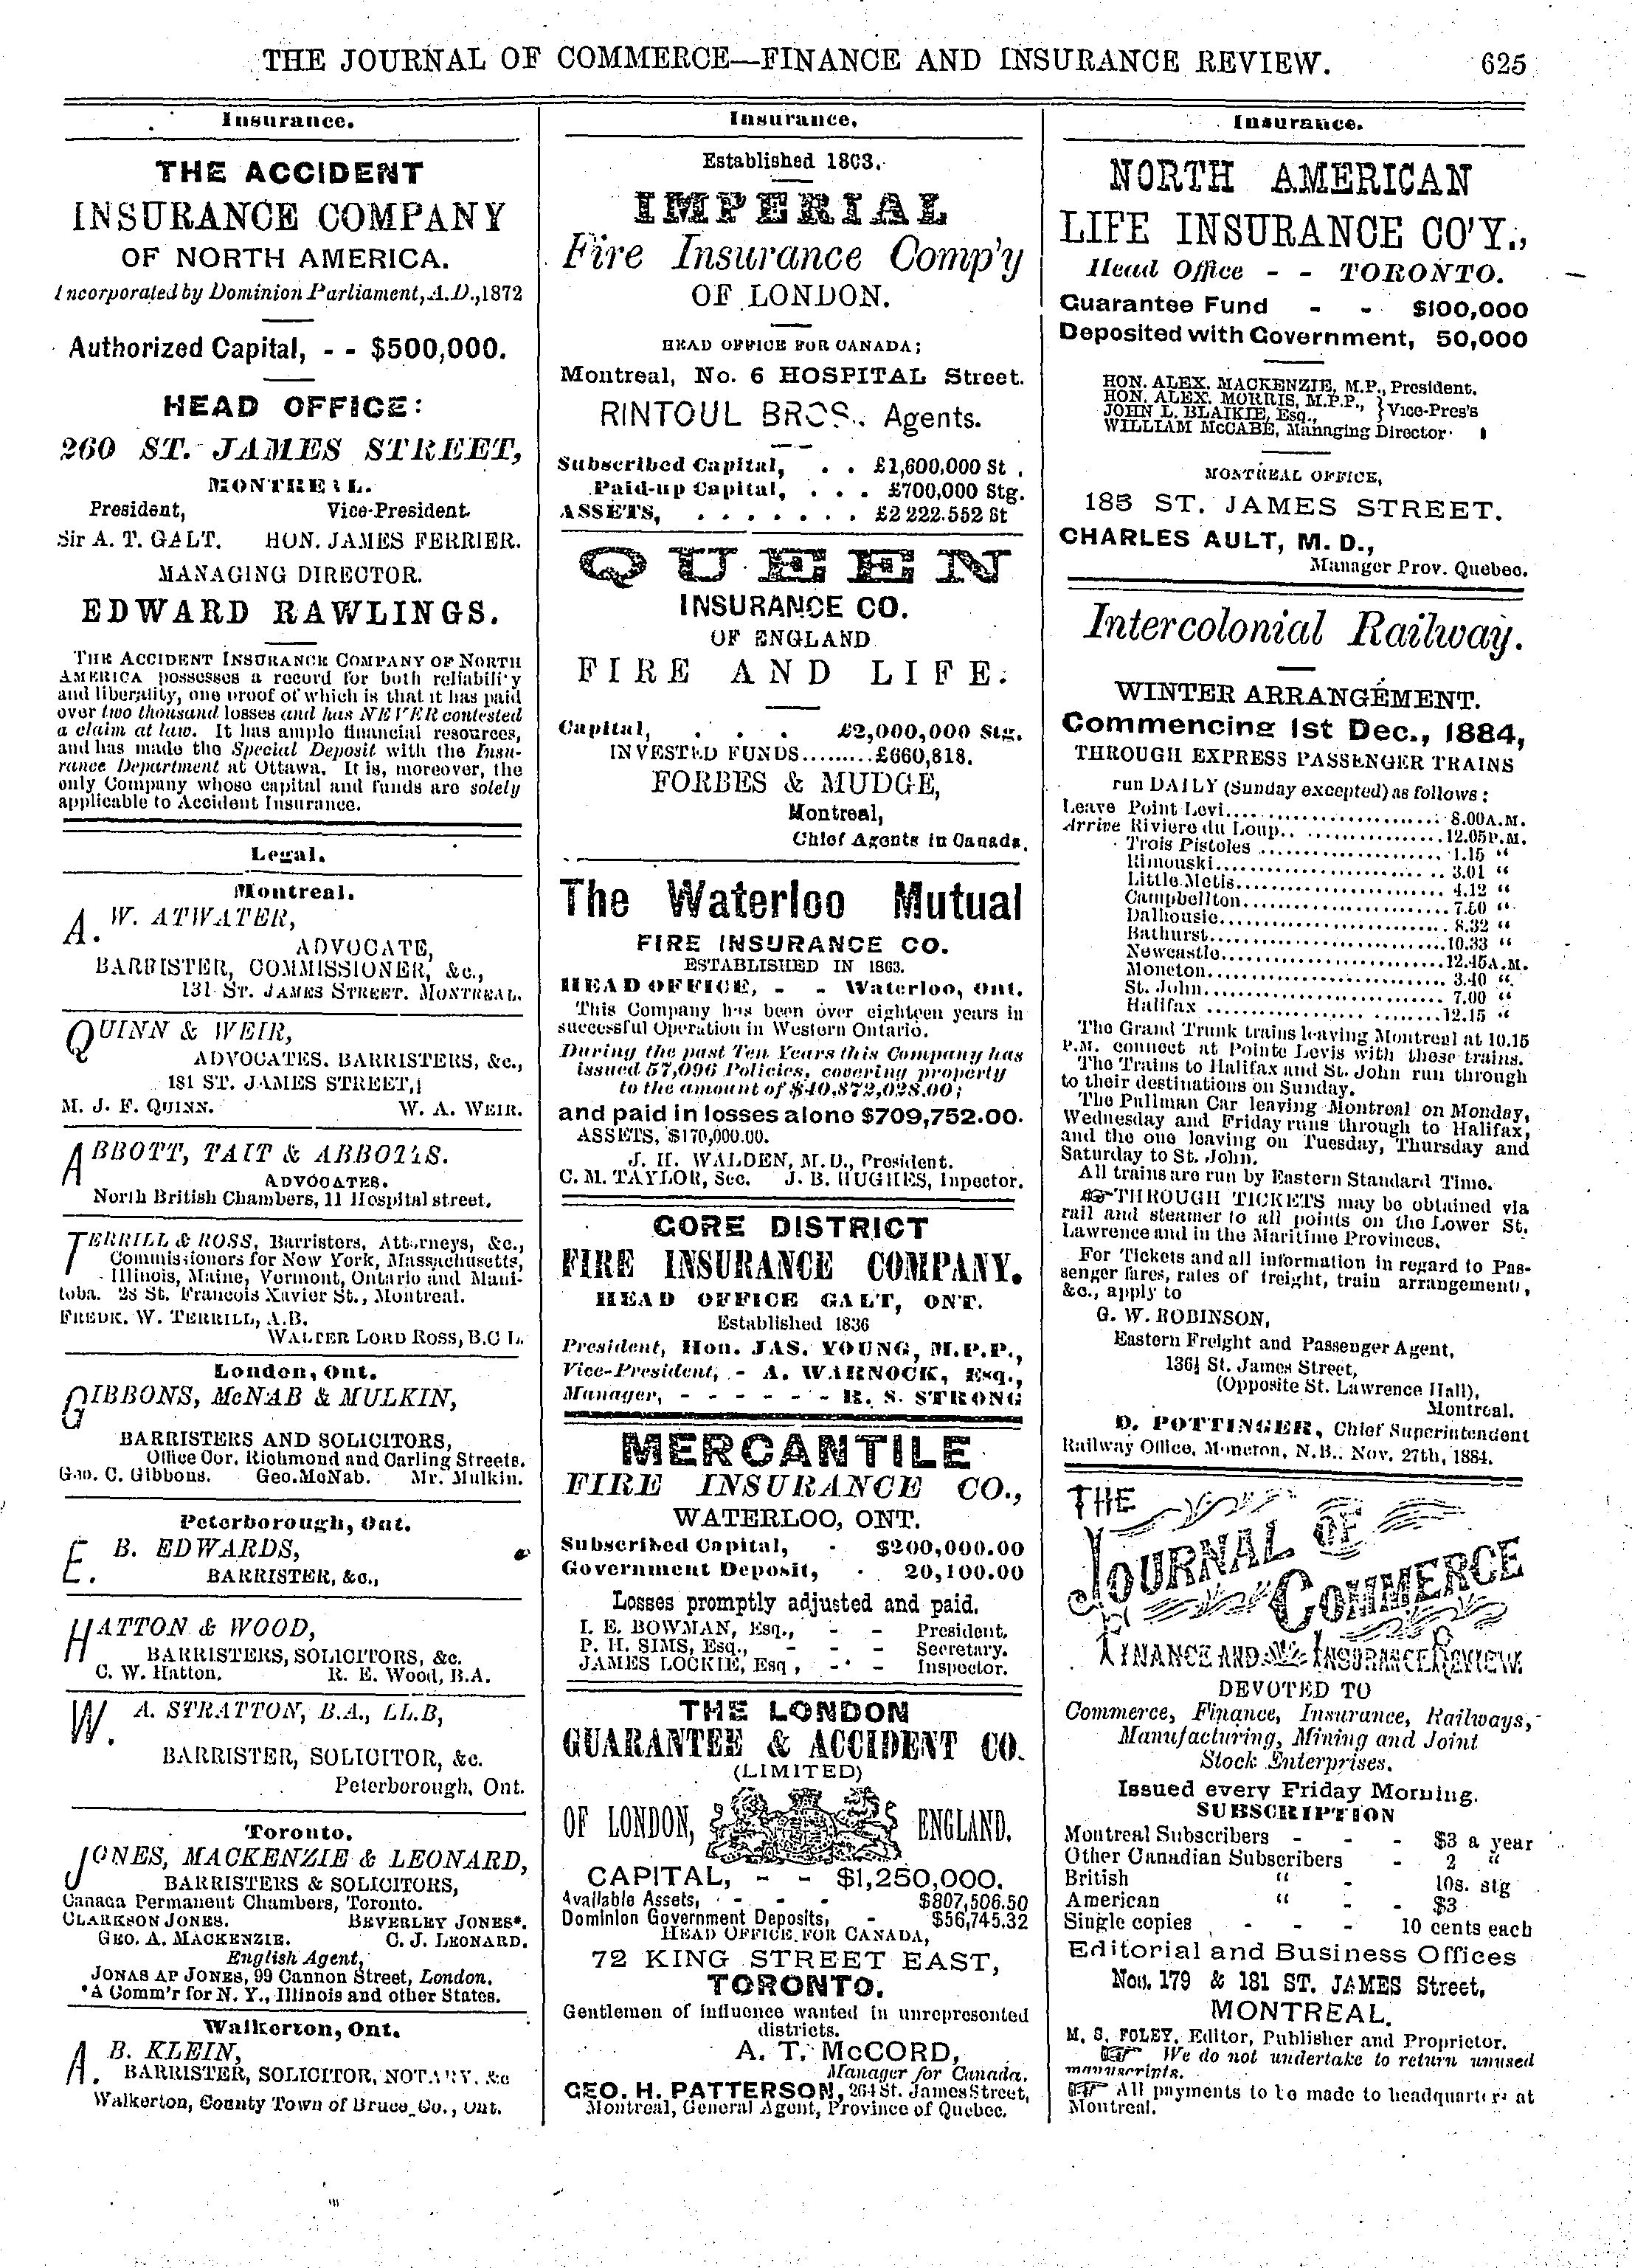 THE JOURNAL OF COMMERCE—FINANCE AND INSURANCE REVIEW. 625
Insurance.
THE ACCIDENT
INSURANCE COMPANY
OF NORTH AMERICA.
Incorporated by Dominion Parliament, A.D., 1872
Authorized Capital, - - $500,000.
HEAD OFFICE:
260 ST. JAMES STREET,
MONTREAL.
President, Vice-President.
Sir A. T. GALT. HON. JAMES FERRIER.
MANAGING DIRECTOR.
EDWARD RAWLINGS.
THE ACCIDENT INSURANCE COMPANY OF NORTH
AMERICA possesses a record for both reliability
and liberality, one proof of which is that it has paid
over two thousand losses and has NEVER contested
a claim at law. It has ample financial resources,
and has made the Special Deposit with the Insu-
rance Department at Ottawa. It is, moreover, the
only Company whose capital and funds are solely
applicable to Accident Insurance.
Legal.
Montreal.
A. W. ATWATER,
ADVOCATE,
BARRISTER, COMMISSIONER, &c.,
131 ST. JAMES STREET. MONTREAL.
QUINN & WEIR,
ADVOCATES. BARRISTERS, &c.,
181 ST. JAMES STREET,
M. J. F. QUINN. W. A. WEIR.
ABBOTT, TAIT & ABBOTTS.
ADVOCATES.
North British Chambers, 11 Hospital street.
TERRILL & ROSS, Barristers, Attorneys, &c.,
Commissioners for New York, Massachusetts,
Illinois, Maine, Vermont, Ontario and Mani-
toba. 28 St. Francois Xavier St., Montreal.
FREDK. W. TERRILL, A.B.
WALTER LORD ROSS, B.C L.
London, Ont.
GIBBONS, McNAB & MULKIN,
BARRISTERS AND SOLICITORS,
Office Cor. Richmond and Carling Streets.
Geo. C. Gibbons. Geo. McNab. Mr. Mulkin.
Peterborough, Ont.
E. B. EDWARDS,
BARRISTER, &c.,
HATTON & WOOD,
BARRISTERS, SOLICITORS, &c.
C. W. Hatton. R. E. Wood, B.A.
W. A. STRATTON, B.A., LL.B,
BARRISTER, SOLICITOR, &c.
Peterborough, Ont.
Toronto.
JONES, MACKENZIE & LEONARD,
BARRISTERS & SOLICITORS,
Canada Permanent Chambers, Toronto.
CLARKSON JONES. BEVERLEY JONES*.
GEO. A. MACKENZIE. C. J. LEONARD.
English Agent,
JONAS AP JONES, 99 Cannon Street, London.
*A Comm'r for N. Y., Illinois and other States.
Walkerton, Ont.
A. B. KLEIN,
BARRISTER, SOLICITOR, NOTARY, &c
Walkerton, County Town of Bruce Co., Ont.
Insurance.
Established 1803.
IMPERIAL
Fire Insurance Comp'y
OF LONDON.
HEAD OFFICE FOR CANADA;
Montreal, No. 6 HOSPITAL Street.
RINTOUL BROS., Agents.
Subscribed Capital, . . £1,600,000 St .
Paid-up Capital, . . . £700,000 Stg.
ASSETS, . . . . . . . £2 222.552 St
QUEEN
INSURANCE CO.
OF ENGLAND
FIRE AND LIFE.
Capital, . . . £2,000,000 Stg.
INVESTED FUNDS.........£660,818.
FORBES & MUDGE,
Montreal,
Chief Agents in Canada.
The Waterloo Mutual
FIRE INSURANCE CO.
ESTABLISHED IN 1863.
HEAD OFFICE, - - Waterloo, Ont.
This Company has been over eighteen years in
successful Operation in Western Ontario.
During the past Ten Years this Company has
issued 57,096 Policies, covering property
to the amount of $40,872,028.00;
and paid in losses alone $709,752.00.
ASSETS, $170,000.00.
J. H. WALDEN, M.D., President.
C. M. TAYLOR, Sec. J. B. HUGHES, Inpector.
GORE DISTRICT
FIRE INSURANCE COMPANY.
HEAD OFFICE GALT, ONT.
Established 1836
President, Hon. JAS. YOUNG, M.P.P.,
Vice-President, - A. WARNOCK, Esq.,
Manager, - - - - - - R. S. STRONG
MERCANTILE
FIRE INSURANCE CO.,
WATERLOO, ONT.
Subscribed Capital, - $200,000.00
Government Deposit, - 20,100.00
Losses promptly adjusted and paid.
I. E. BOWMAN, Esq., - - President.
P. H. SIMS, Esq., - - - Secretary.
JAMES LOCKIE, Esq , - - Inspector.
THE LONDON
GUARANTEE & ACCIDENT CO.
(LIMITED)
OF LONDON, ENGLAND.
CAPITAL, - - $1,250,000.
Available Assets, - - - $807,506.50
Dominion Government Deposits, - $56,745.32
HEAD OFFICE FOR CANADA,
72 KING STREET EAST,
TORONTO.
Gentlemen of influence wanted in unrepresented
districts.
A. T. McCORD,
Manager for Canada.
GEO. H. PATTERSON, 264 St. James Street,
Montreal, General Agent, Province of Quebec.
Insurance.
NORTH AMERICAN
LIFE INSURANCE CO'Y.,
Head Office - - TORONTO.
Guarantee Fund - - $100,000
Deposited with Government, 50,000
HON. ALEX. MACKENZIE, M.P., President.
HON. ALEX. MORRIS, M.P.P., } Vice-Pres's
JOHN L. BLAIKIE, Esq.,
WILLIAM McCABE, Managing Director
MONTREAL OFFICE,
185 ST. JAMES STREET.
CHARLES AULT, M. D.,
Manager Prov. Quebec.
Intercolonial Railway.
WINTER ARRANGEMENT.
Commencing 1st Dec., 1884,
THROUGH EXPRESS PASSENGER TRAINS
run DAILY (Sunday excepted) as follows:
Leave Point Levi........ 8.00 A.M.
Arrive Riviere du Loup........ 12.05 P.M.
Trois Pistoles........ 1.15 "
Rimouski........ 3.01 "
Little Metis........ 4.12 "
Campbellton........ 7.50 "
Dalhousie........ 8.32 "
Bathurst........ 10.33 "
Newcastle........ 12.45 A.M.
Moncton........ 3.40 "
St. John........ 7.00 "
Halifax........ 12.15 "
The Grand Trunk trains leaving Montreal at 10.15
P.M. connect at Pointe Levis with these trains.
The Trains to Halifax and St. John run through
to their destinations on Sunday.
The Pullman Car leaving Montreal on Monday,
Wednesday and Friday runs through to Halifax,
and the one leaving on Tuesday, Thursday and
Saturday to St. John.
All trains are run by Eastern Standard Time.
THROUGH TICKETS may be obtained via
rail and steamer to all points on the Lower St.
Lawrence and in the Maritime Provinces.
For Tickets and all information in regard to Pas-
senger fares, rates of freight, train arrangements,
&c., apply to
G. W. ROBINSON,
Eastern Freight and Passenger Agent,
136½ St. James Street,
(Opposite St. Lawrence Hall),
Montreal.
D. POTTINGER, Chief Superintendent
Railway Office, Moncton, N.B.. Nov. 27th, 1884.
THE
JOURNAL OF
COMMERCE
FINANCE AND INSURANCE REVIEW.
DEVOTED TO
Commerce, Finance, Insurance, Railways,
Manufacturing, Mining and Joint
Stock Enterprises.
Issued every Friday Morning.
SUBSCRIPTION
Montreal Subscribers - - - $3 a year
Other Canadian Subscribers - 2 "
British " - 10s. stg
American " - - $3
Single copies - - - 10 cents each
Editorial and Business Offices
Nos. 179 & 181 ST. JAMES Street,
MONTREAL.
M. S. FOLEY, Editor, Publisher and Proprietor.
We do not undertake to return unused
manuscripts.
All payments to be made to headquarters at
Montreal.